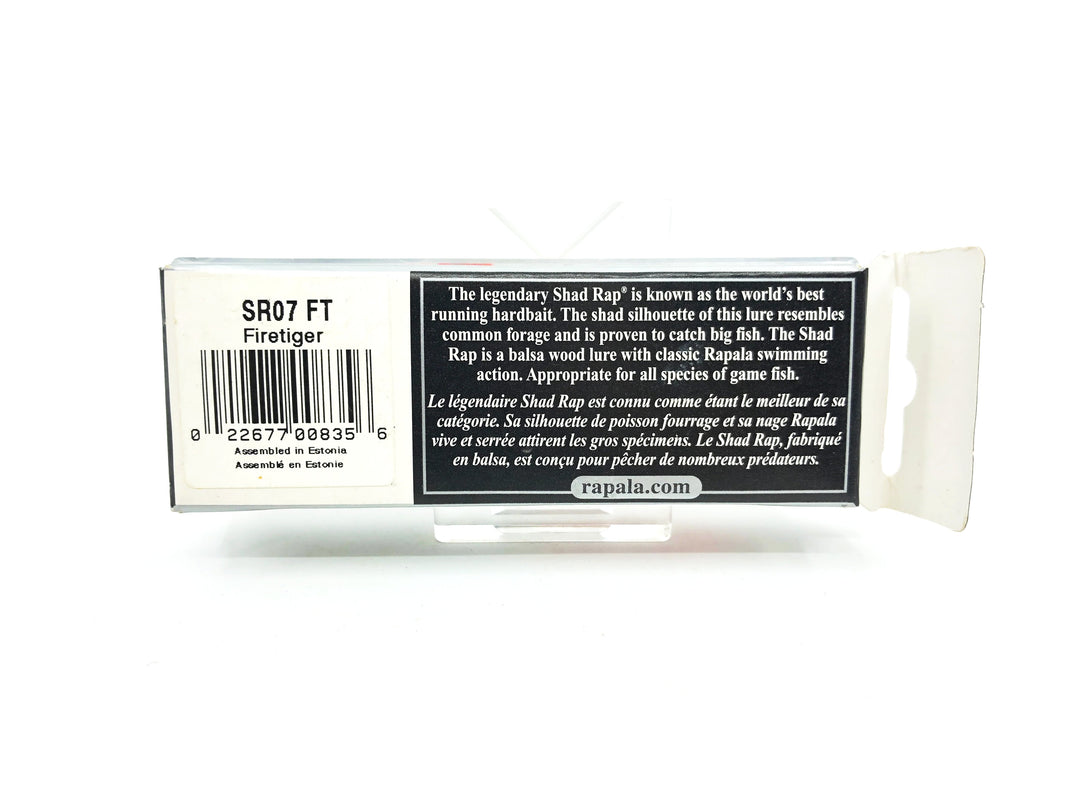 SR07 FT
Firetiger
0 22677 00835 6
Assembled in Estonia
Assemblé en Estonie
The legendary Shad Rap® is known as the world's best
running hardbait. The shad silhouette of this lure resembles
common forage and is proven to catch big fish. The Shad
Rap is a balsa wood lure with classic Rapala swimming
action. Appropriate for all species of game fish.
Le légendaire Shad Rap est connu comme étant le meilleur de sa
catégorie. Sa silhouette de poisson fourrage et sa nage Rapala
vive et serrée attirent les gros spécimens. Le Shad Rap, fabriqué
en balsa, est conçu pour pêcher de nombreux prédateurs.
rapala.com